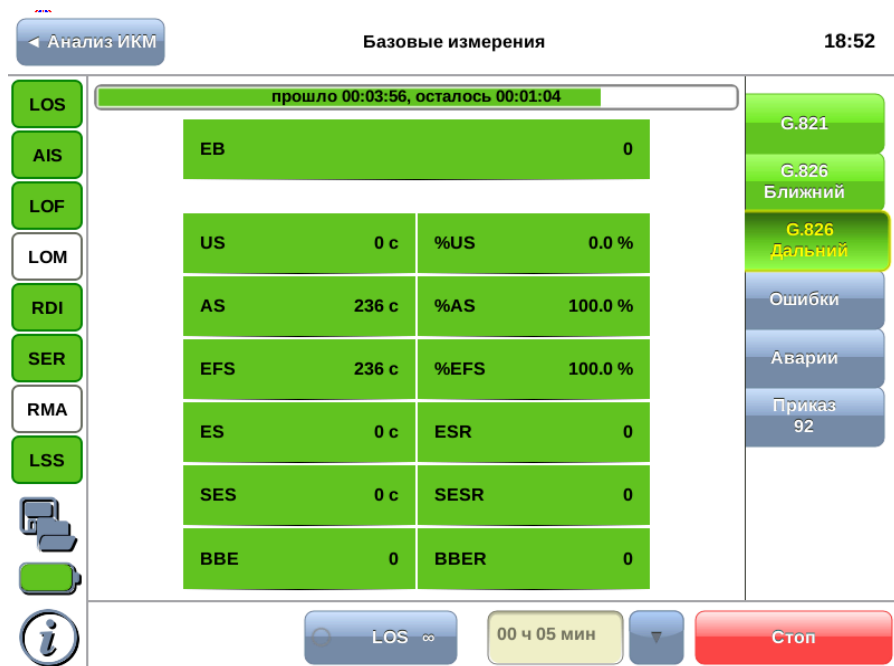 ◄ Анализ ИКМ
Базовые измерения
18:52
LOS
AIS
LOF
LOM
RDI
SER
RMA
LSS
прошло 00:03:56, осталось 00:01:04
EB 0
US 0 с %US 0.0 %
AS 236 с %AS 100.0 %
EFS 236 с %EFS 100.0 %
ES 0 с ESR 0
SES 0 с SESR 0
BBE 0 BBER 0
G.821
G.826
Ближний
G.826
Дальний
Ошибки
Аварии
Приказ
92
i
LOS ∞
00 ч 05 мин
▼
Стоп